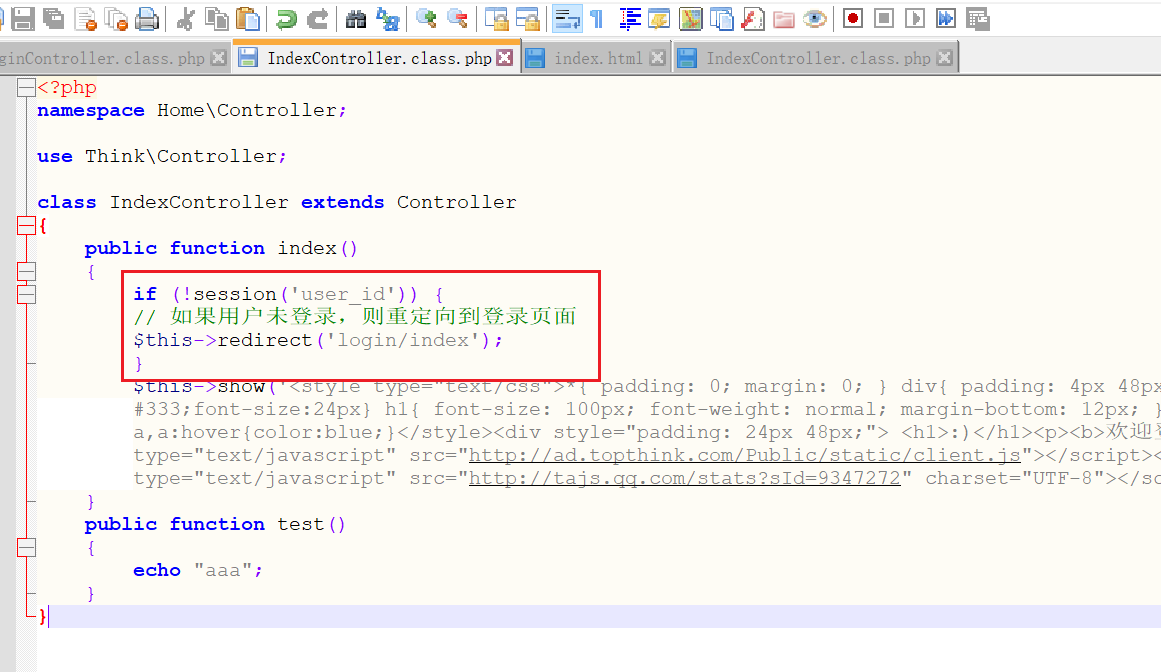 ginController.class.php
IndexController.class.php
index.html
IndexController.class.php
<?php
namespace Home\Controller;
use Think\Controller;
class IndexController extends Controller
{
public function index()
{
if (!session('user_id')) {
// 如果用户未登录，则重定向到登录页面
$this->redirect('login/index');
}
$this->show('<style type="text/css">*{ padding: 0; margin: 0; } div{ padding: 4px 48px
#333;font-size:24px} h1{ font-size: 100px; font-weight: normal; margin-bottom: 12px; }
a,a:hover{color:blue;}</style><div style="padding: 24px 48px;"> <h1>:)</h1><p><b>欢迎
type="text/javascript" src="http://ad.topthink.com/Public/static/client.js"></script><
type="text/javascript" src="http://tajs.qq.com/stats?sId=9347272" charset="UTF-8"></sc
}
public function test()
{
echo "aaa";
}
}